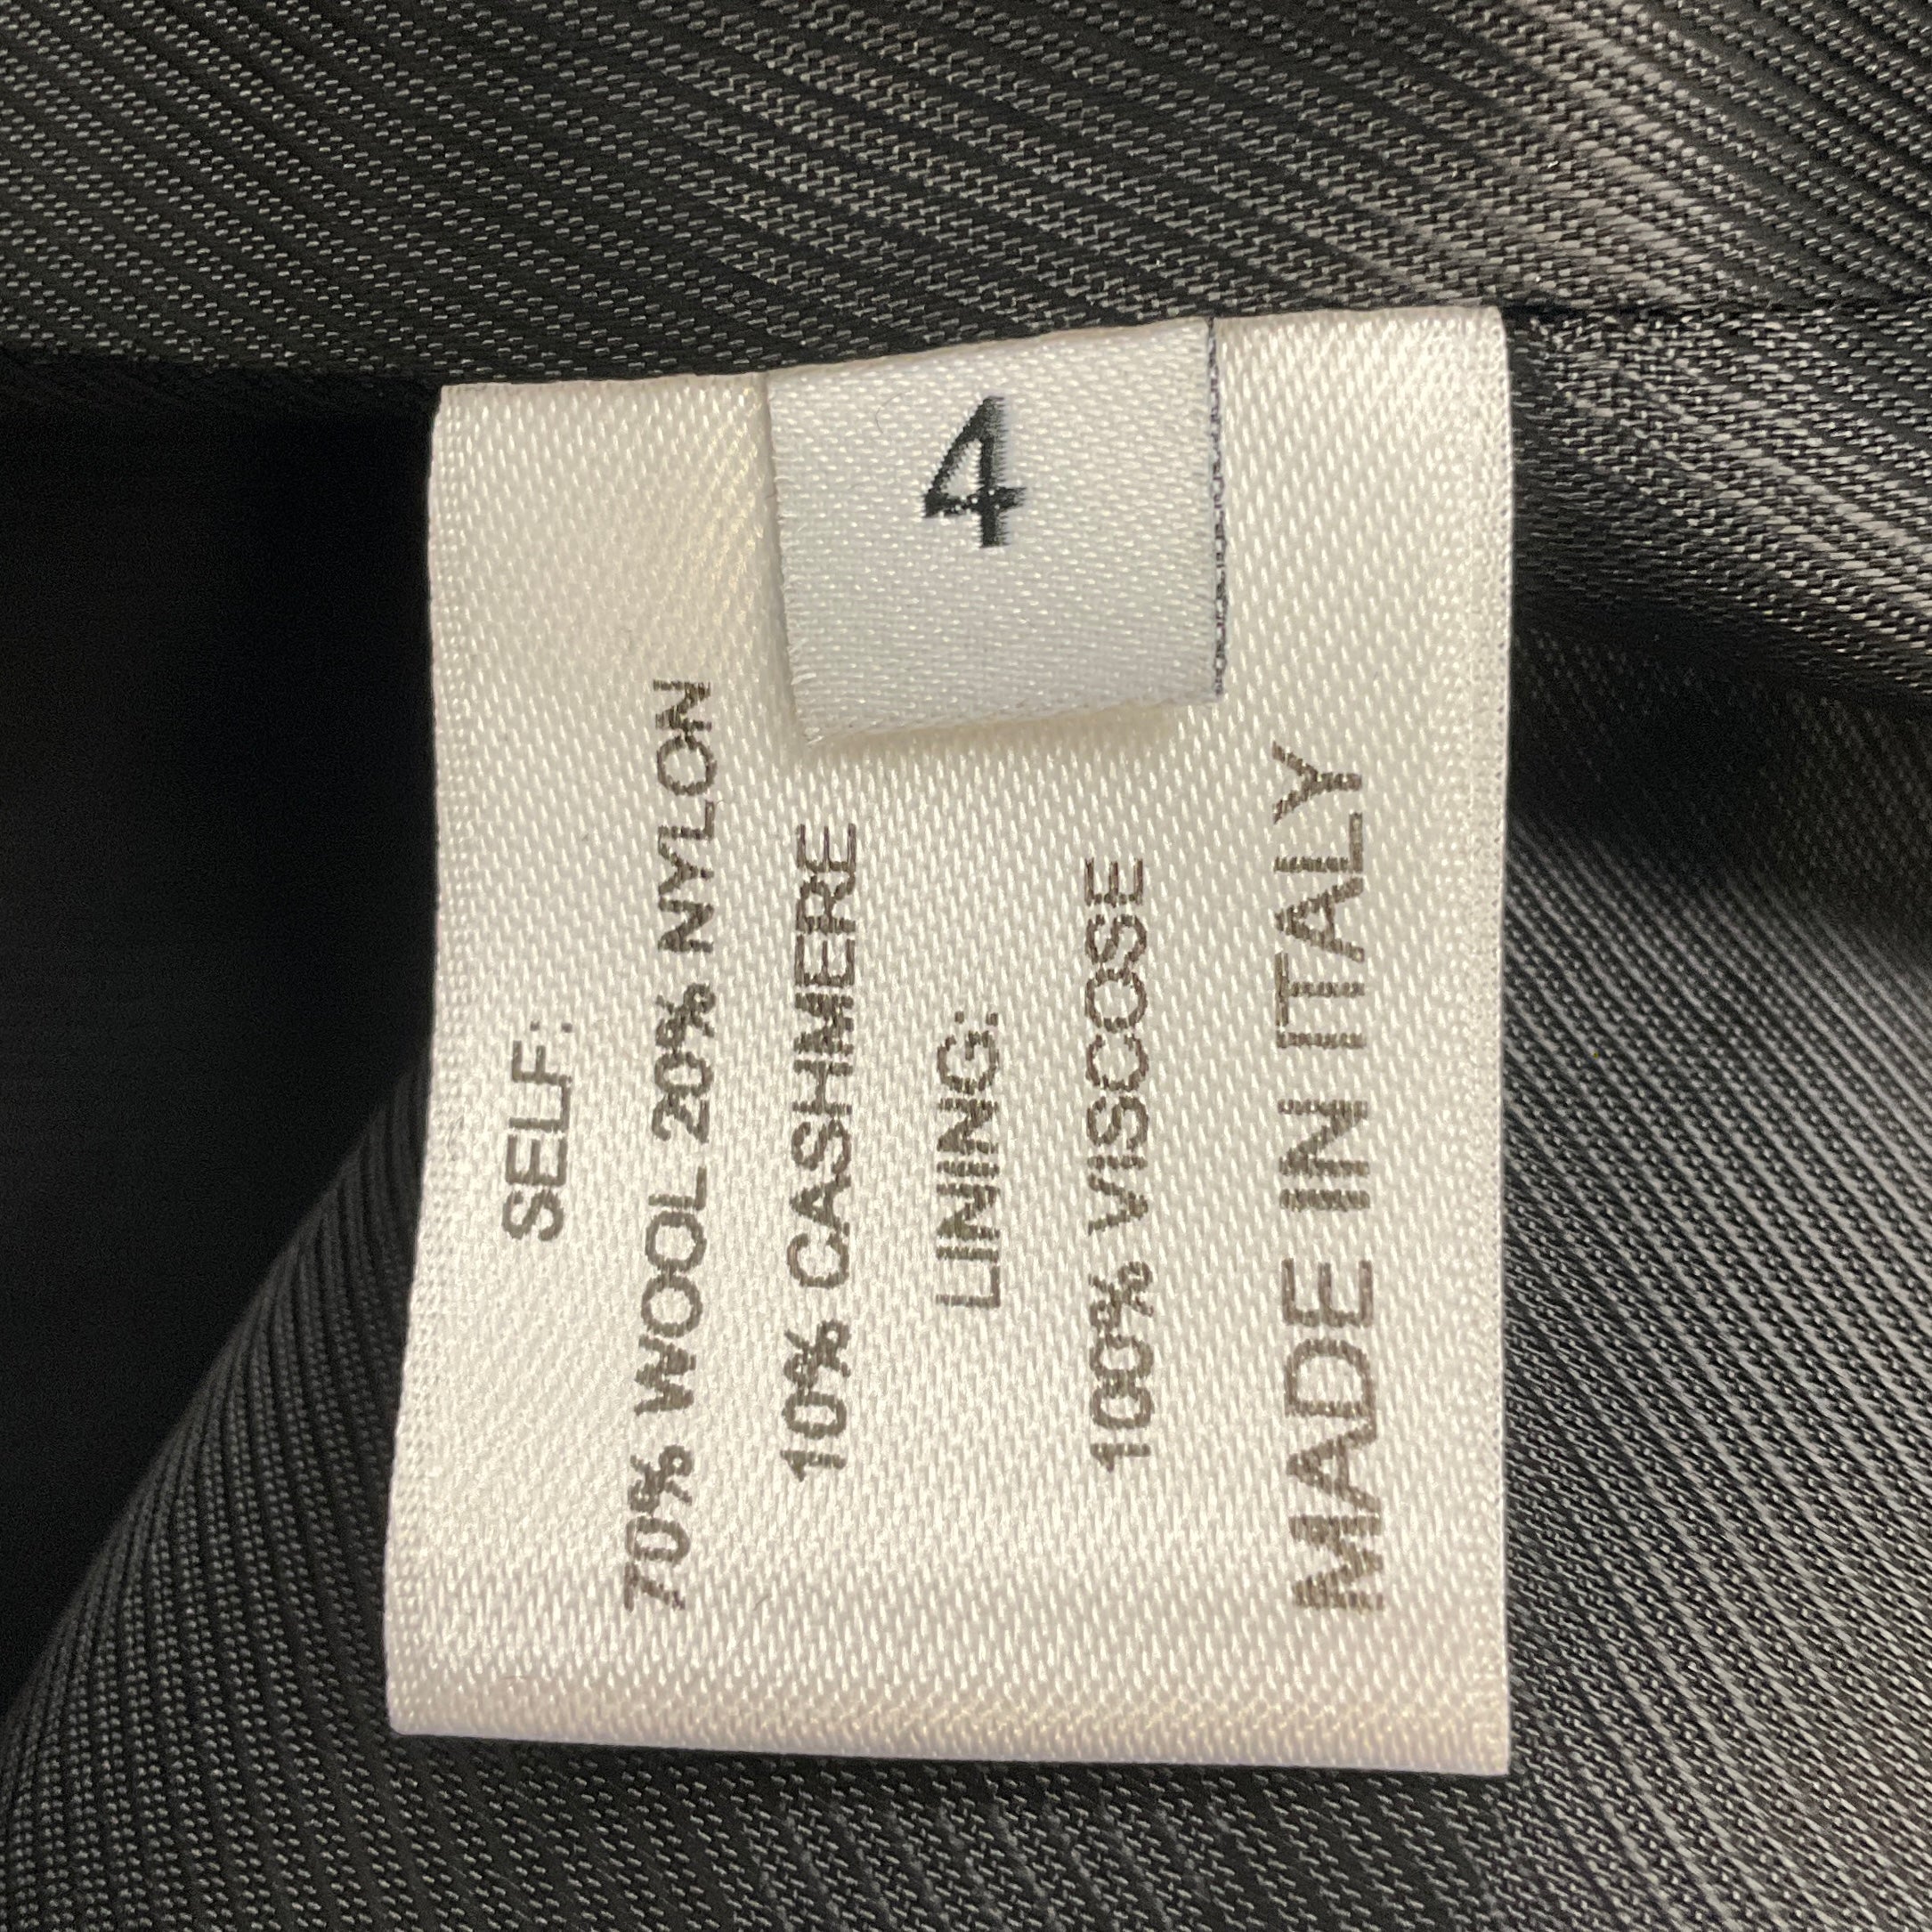 4
SELF:
70% WOOL 20% NYLON
10% CASHMERE
LINING:
100% VISCOSE
MADE IN ITALY